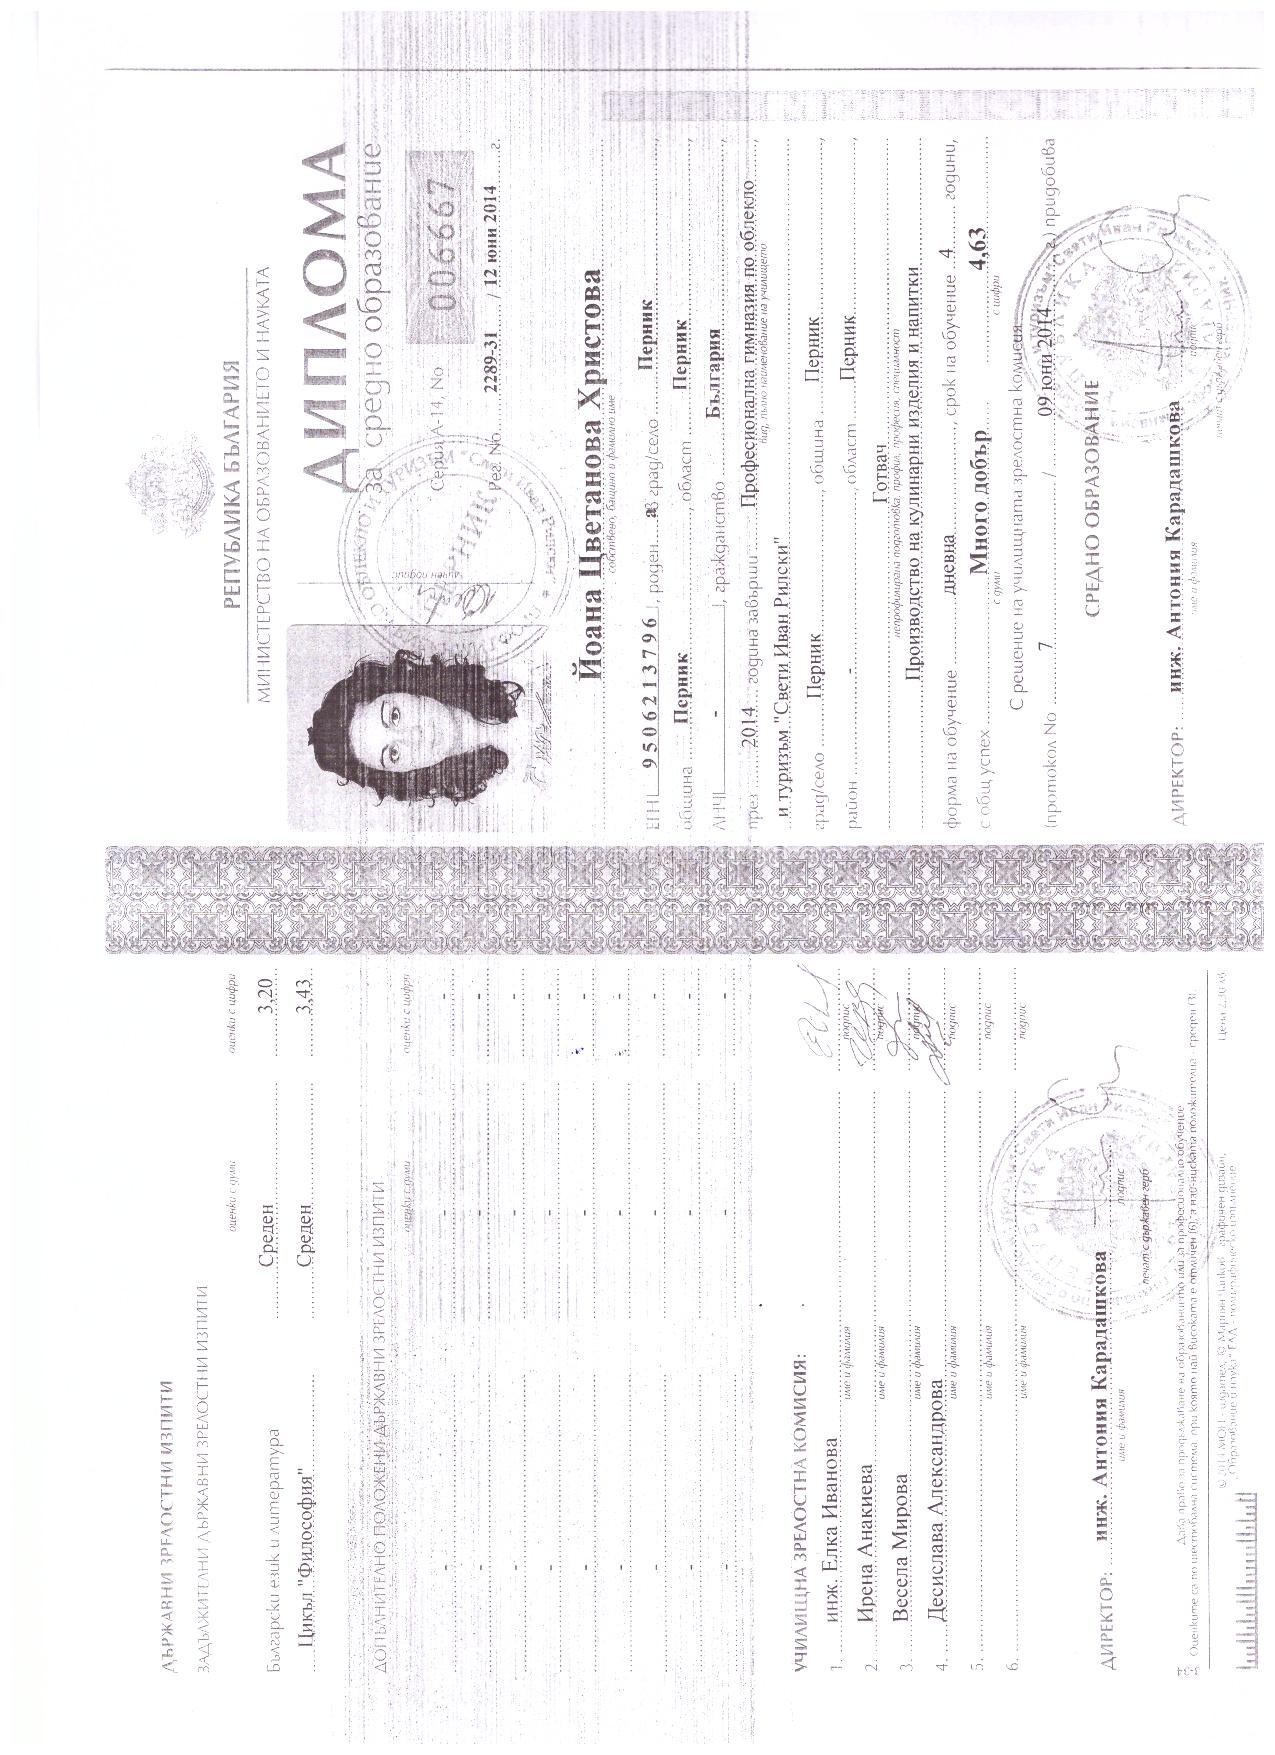 ДЪРЖАВНИ ЗРЕЛОСТНИ ИЗПИТИ
ЗАДЪЛЖИТЕЛНИ ДЪРЖАВНИ ЗРЕЛОСТНИ ИЗПИТИ
оценки с думи оценки с цифри
Български език и литература Среден 3,20
Цикъл "Философия" Среден 3,43
ДОПЪЛНИТЕЛНО ПОЛОЖЕНИ ДЪРЖАВНИ ЗРЕЛОСТНИ ИЗПИТИ
оценки с думи оценки с цифри
- - -
- - -
- - -
- - -
- - -
- - -
- - -
- - -
- - -
УЧИЛИЩНА ЗРЕЛОСТНА КОМИСИЯ:
1. инж. Елка Иванова
име и фамилия подпис
2. Ирена Анакиева
име и фамилия подпис
3. Весела Мирова
име и фамилия подпис
4. Десислава Александрова
име и фамилия подпис
5.
име и фамилия подпис
6.
име и фамилия подпис
ДИРЕКТОР: инж. Антония Карадашкова
име и фамилия подпис
печат с държавен герб
Дава право за продължаване на образованието или за професионално обучение
Оценките са по шестобална система, при която най-високата е отличен (6), а най-ниската положителна - среден (3).
Цена 2,30 лв.
РЕПУБЛИКА БЪЛГАРИЯ
МИНИСТЕРСТВО НА ОБРАЗОВАНИЕТО И НАУКАТА
ДИПЛОМА
за средно образование
Серия А-14, No 006667
Рег. No 2289-31 / 12 юни 2014 г.
Йоана Цветанова Христова
собствено, бащино и фамилно име
ЕГН 9506213796, роден а в град/село Перник,
община Перник, област Перник,
ЛНЧ -, гражданство България,
през 2014 година завърши Професионална гимназия по облекло
вид, пълно наименование на училището
и туризъм "Свети Иван Рилски"
град/село Перник, община Перник,
район -, област Перник,
Готвач
непрофилирана подготовка, профил, професия, специалност
Производство на кулинарни изделия и напитки
форма на обучение дневна, срок на обучение 4 години,
с общ успех Много добър 4,63
с думи с цифри
С решение на училищната зрелостна комисия
(протокол No 7 / 09 юни 2014 г.) придобива
СРЕДНО ОБРАЗОВАНИЕ
ДИРЕКТОР: инж. Антония Карадашкова
име и фамилия подпис
печат с държавен герб